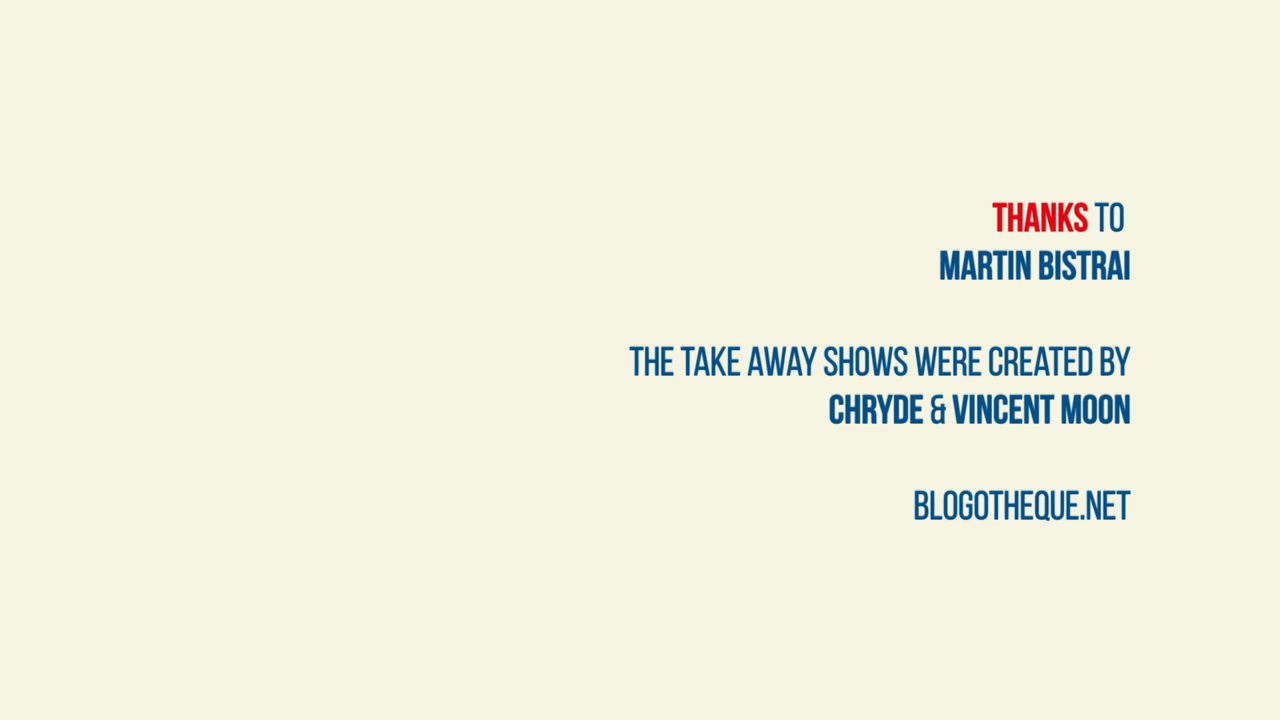 THANKS TO
MARTIN BISTRAI
THE TAKE AWAY SHOWS WERE CREATED BY
CHRYDE & VINCENT MOON
BLOGOTHEQUE.NET